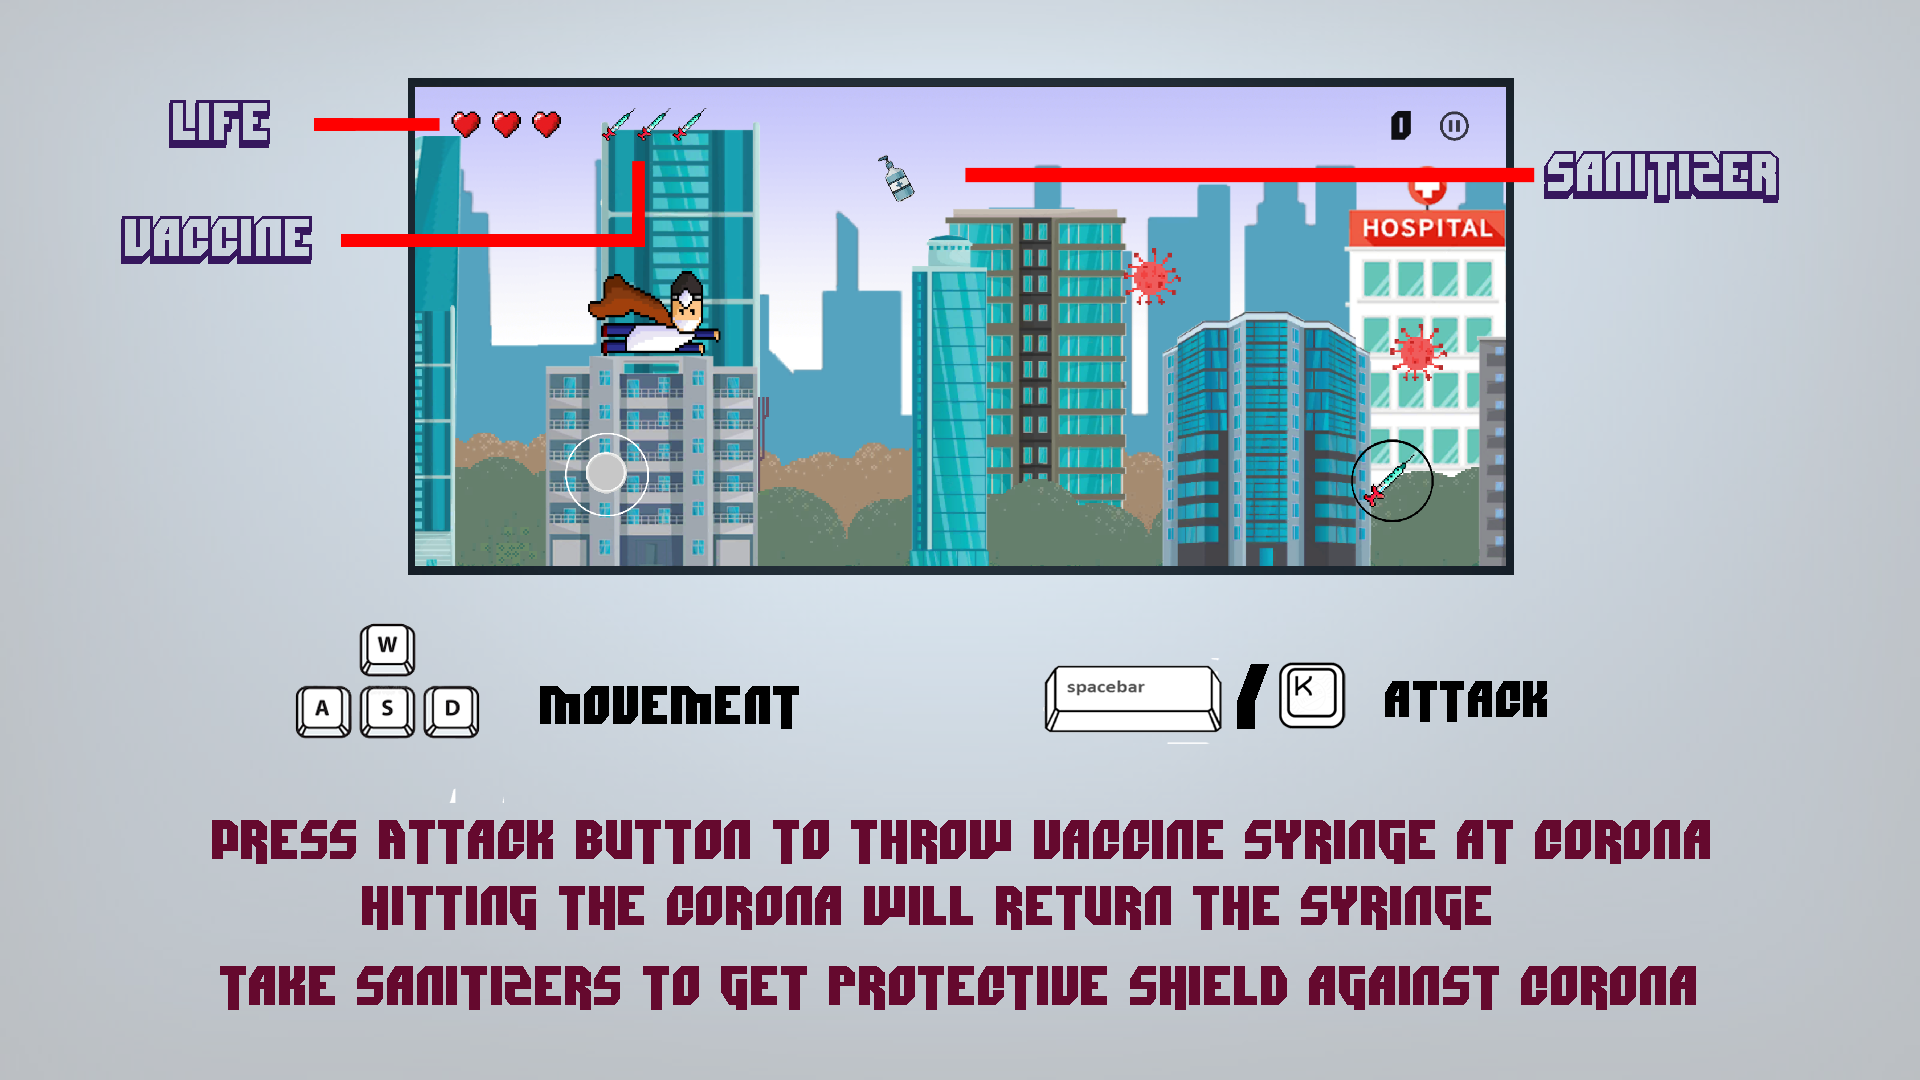 LIFE
0
SANITIZER
VACCINE
HOSPITAL
W
A S D
MOVEMENT
spacebar / K
ATTACK
PRESS ATTACK BUTTON TO THROW VACCINE SYRINGE AT CORONA
HITTING THE CORONA WILL RETURN THE SYRINGE
TAKE SANITIZERS TO GET PROTECTIVE SHIELD AGAINST CORONA